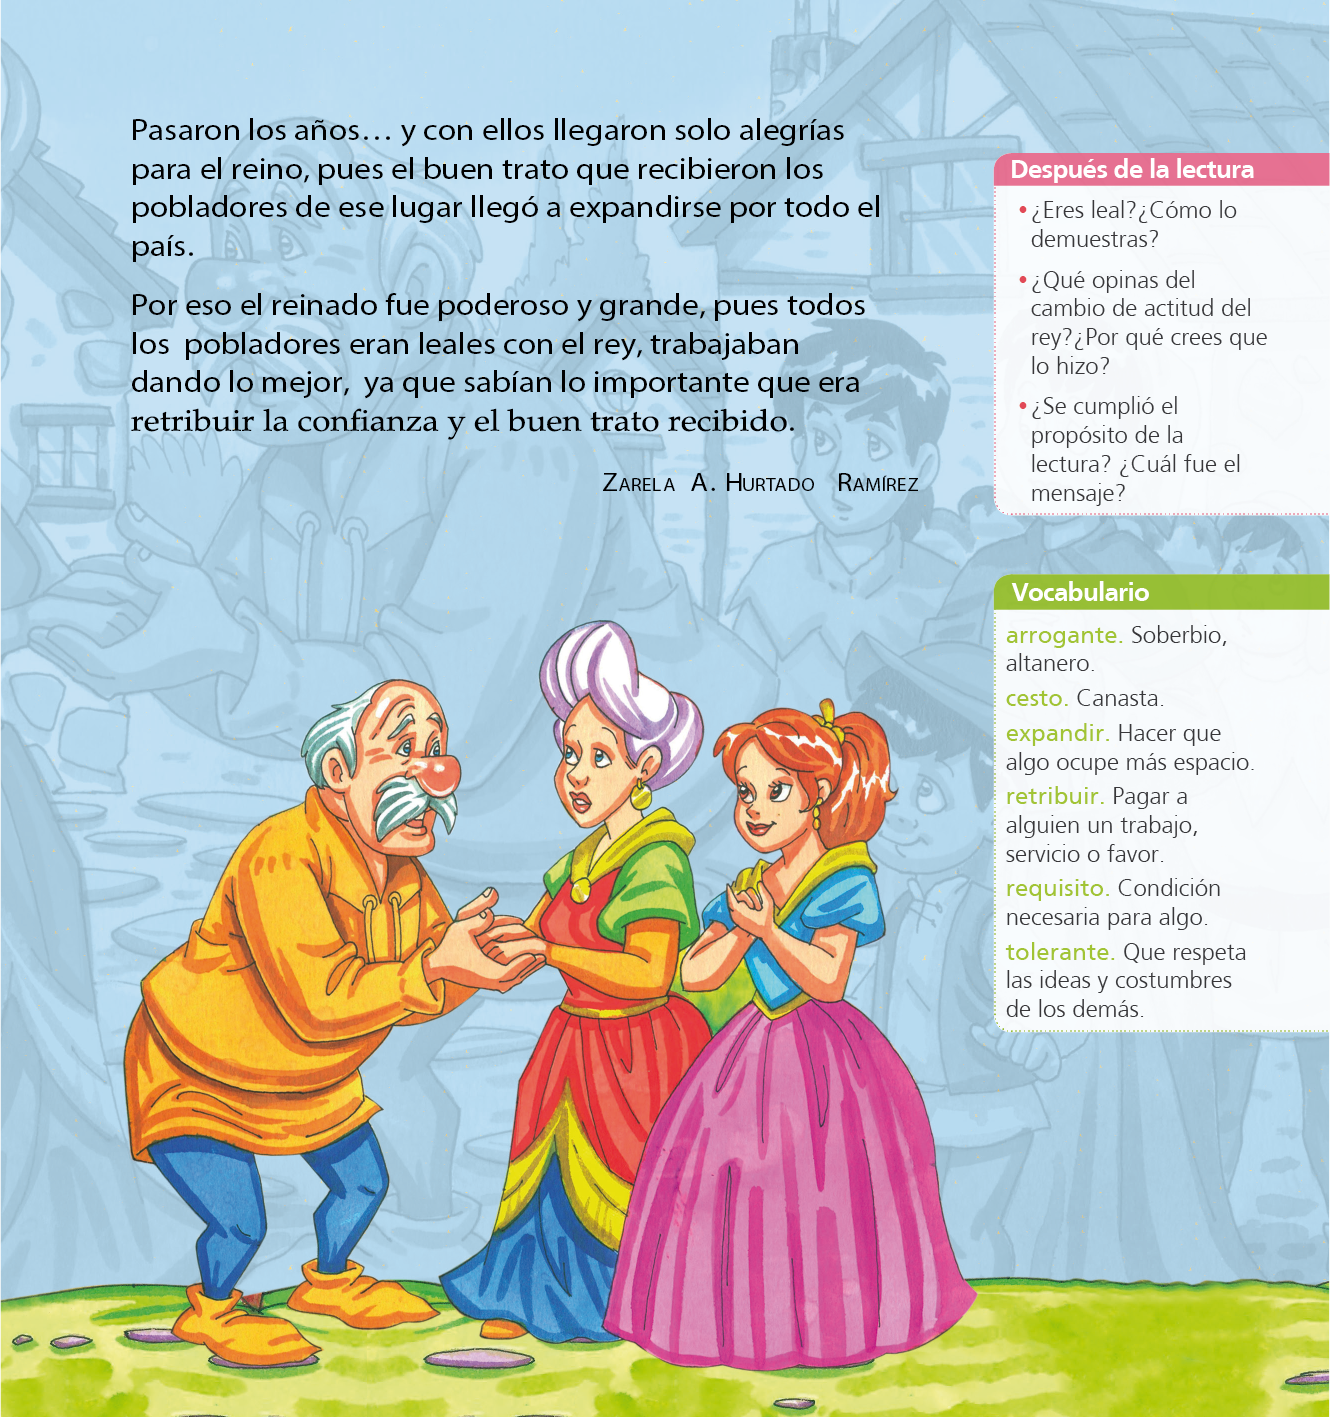 Pasaron los años… y con ellos llegaron solo alegrías
para el reino, pues el buen trato que recibieron los
pobladores de ese lugar llegó a expandirse por todo el
país.
Por eso el reinado fue poderoso y grande, pues todos
los pobladores eran leales con el rey, trabajaban
dando lo mejor, ya que sabían lo importante que era
retribuir la confianza y el buen trato recibido.
Zarela A. Hurtado Ramírez
Después de la lectura
• ¿Eres leal?¿Cómo lo
demuestras?
• ¿Qué opinas del
cambio de actitud del
rey?¿Por qué crees que
lo hizo?
• ¿Se cumplió el
propósito de la
lectura? ¿Cuál fue el
mensaje?
Vocabulario
arrogante. Soberbio,
altanero.
cesto. Canasta.
expandir. Hacer que
algo ocupe más espacio.
retribuir. Pagar a
alguien un trabajo,
servicio o favor.
requisito. Condición
necesaria para algo.
tolerante. Que respeta
las ideas y costumbres
de los demás.